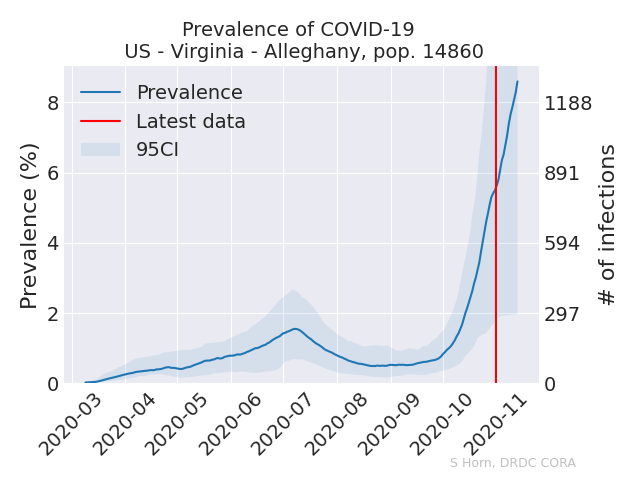 Prevalence of COVID-19
US - Virginia - Alleghany, pop. 14860
Prevalence
Latest data
95CI
Prevalence (%)
8
6
4
2
0
1188
891
594
297
0
# of infections
2020-03
2020-04
2020-05
2020-06
2020-07
2020-08
2020-09
2020-10
2020-11
S Horn, DRDC CORA